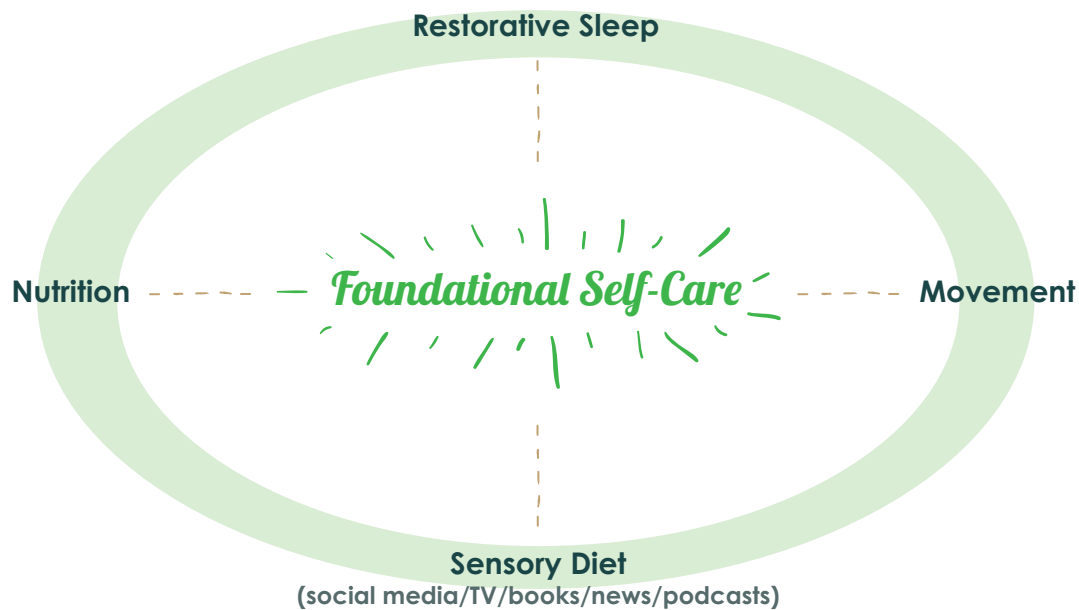 Restorative Sleep
Nutrition
Foundational Self-Care
Movement
Sensory Diet
(social media/TV/books/news/podcasts)